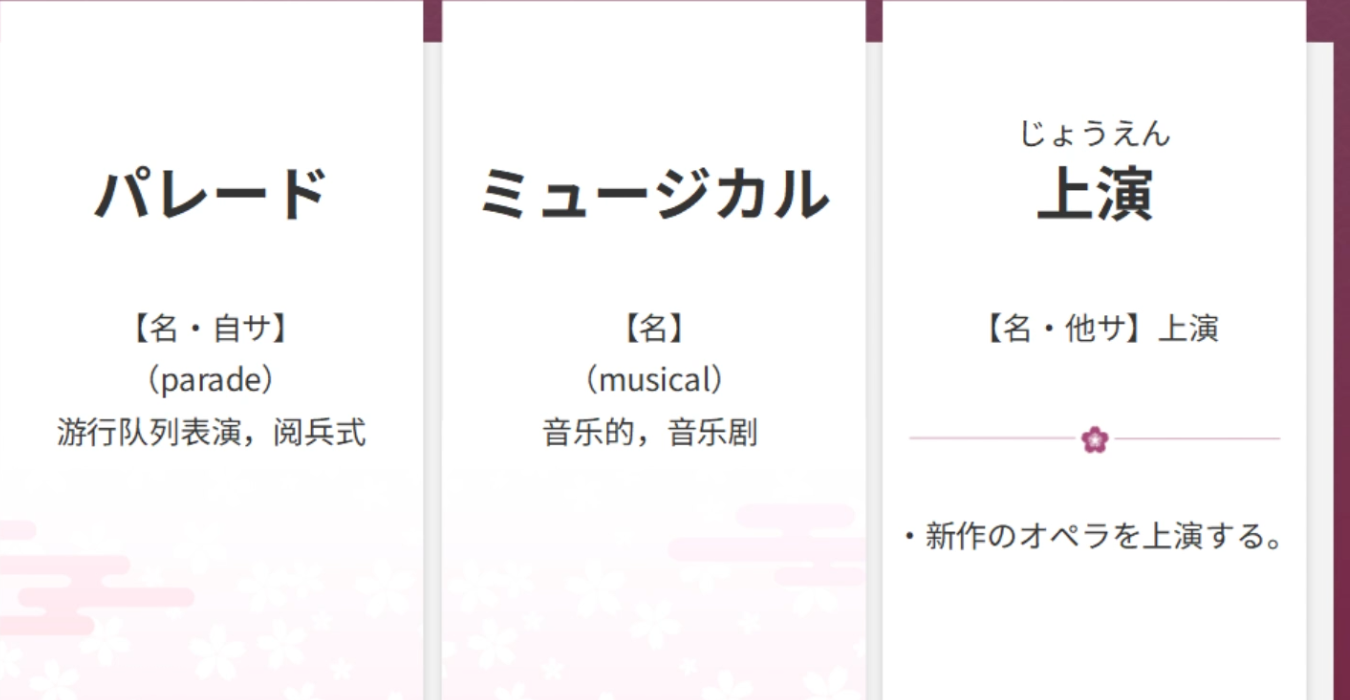 パレード
【名・自サ】
（parade）
游行队列表演，阅兵式
ミュージカル
【名】
（musical）
音乐的，音乐剧
じょうえん
上演
【名・他サ】上演
・新作のオペラを上演する。